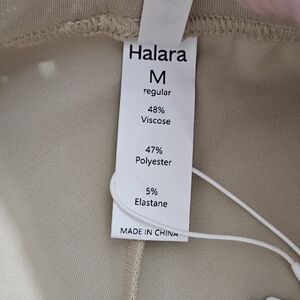 Halara
M
regular
48%
Viscose
47%
Polyester
5%
Elastane
MADE IN CHINA